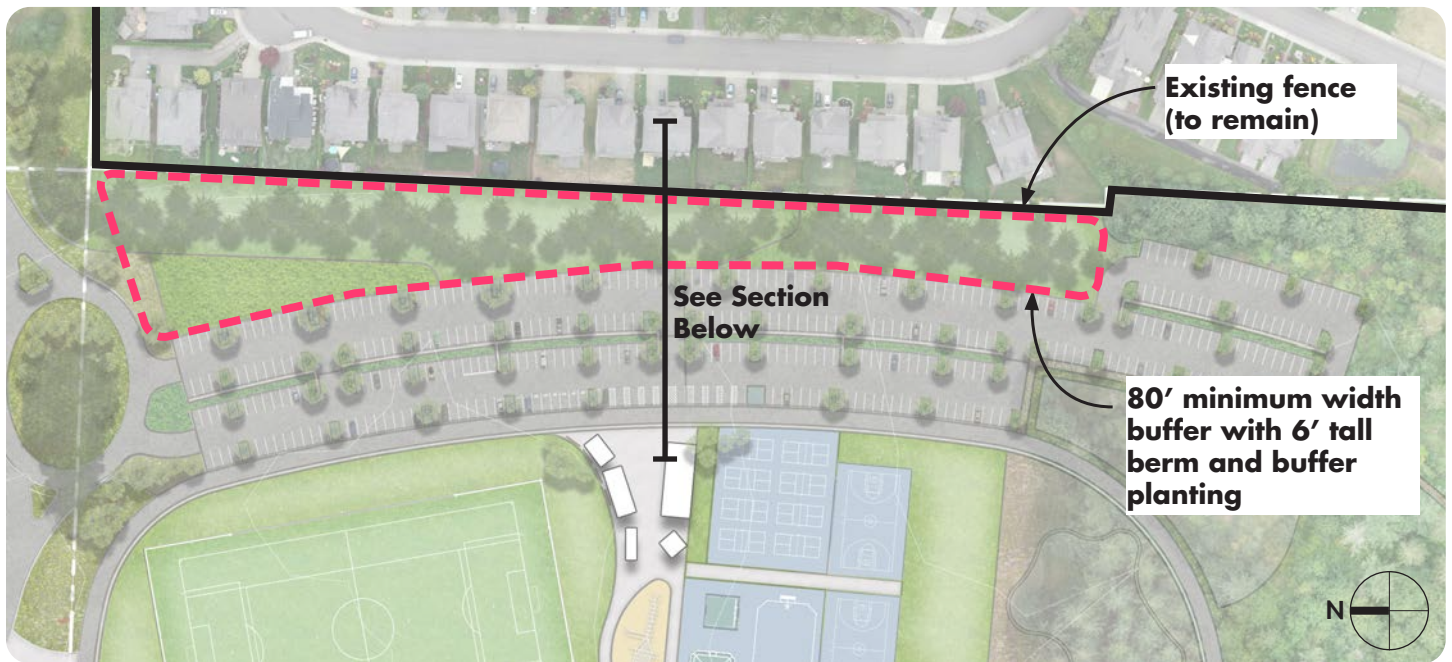 Existing fence
(to remain)
See Section
Below
80’ minimum width
buffer with 6’ tall
berm and buffer
planting
N